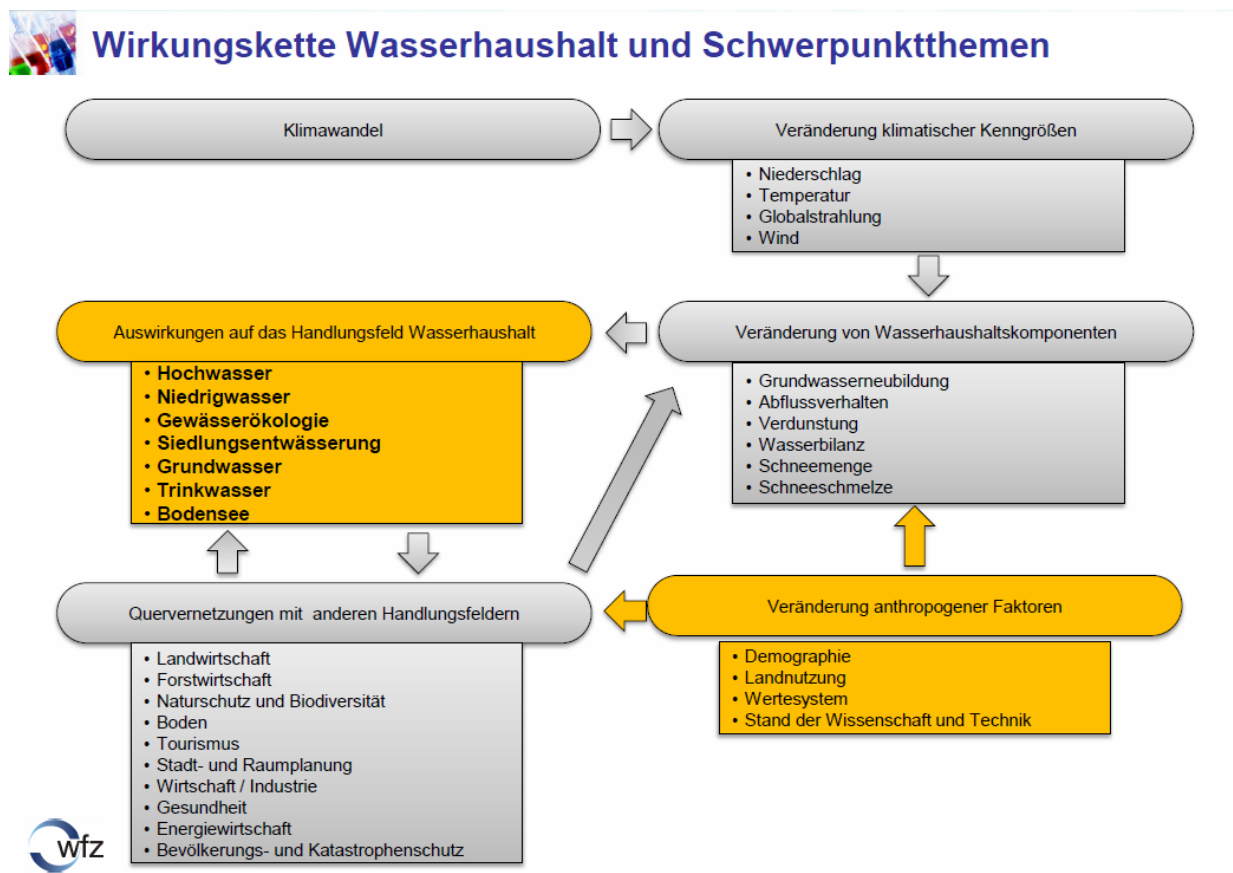 Wirkungskette Wasserhaushalt und Schwerpunktthemen
Klimawandel
Veränderung klimatischer Kenngrößen
• Niederschlag
• Temperatur
• Globalstrahlung
• Wind
Auswirkungen auf das Handlungsfeld Wasserhaushalt
• Hochwasser
• Niedrigwasser
• Gewässerökologie
• Siedlungsentwässerung
• Grundwasser
• Trinkwasser
• Bodensee
Veränderung von Wasserhaushaltskomponenten
• Grundwasserneubildung
• Abflussverhalten
• Verdunstung
• Wasserbilanz
• Schneemenge
• Schneeschmelze
Quervernetzungen mit anderen Handlungsfeldern
• Landwirtschaft
• Forstwirtschaft
• Naturschutz und Biodiversität
• Boden
• Tourismus
• Stadt- und Raumplanung
• Wirtschaft / Industrie
• Gesundheit
• Energiewirtschaft
• Bevölkerungs- und Katastrophenschutz
Veränderung anthropogener Faktoren
• Demographie
• Landnutzung
• Wertesystem
• Stand der Wissenschaft und Technik
wfz